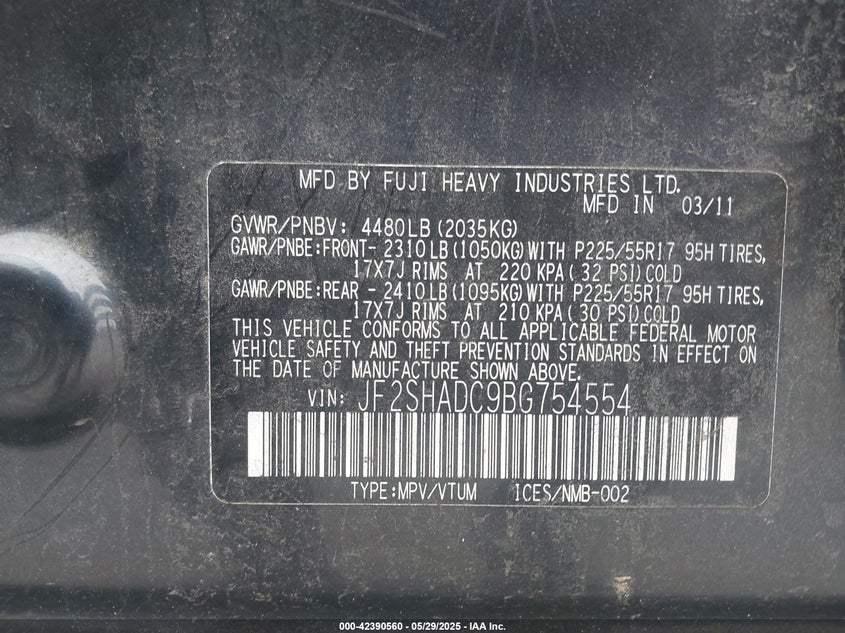 MFD BY FUJI HEAVY INDUSTRIES LTD.
MFD IN 03/11
GVWR/PNBV: 4480LB (2035KG)
GAWR/PNBE:FRONT- 2310LB (1050KG) WITH P225/55R17 95H TIRES,
17X7J RIMS AT 220 KPA ( 32 PSI) COLD
GAWR/PNBE:REAR - 2410LB (1095KG) WITH P225/55R17 95H TIRES,
17X7J RIMS AT 210 KPA ( 30 PSI) COLD
THIS VEHICLE CONFORMS TO ALL APPLICABLE FEDERAL MOTOR
VEHICLE SAFETY AND THEFT PREVENTION STANDARDS IN EFFECT ON
THE DATE OF MANUFACTURE SHOWN ABOVE.
VIN: JF2SHADC9BG754554
TYPE:MPV/VTUM ICES/NMB-002
000-42390560 - 05/29/2025 - IAA Inc.